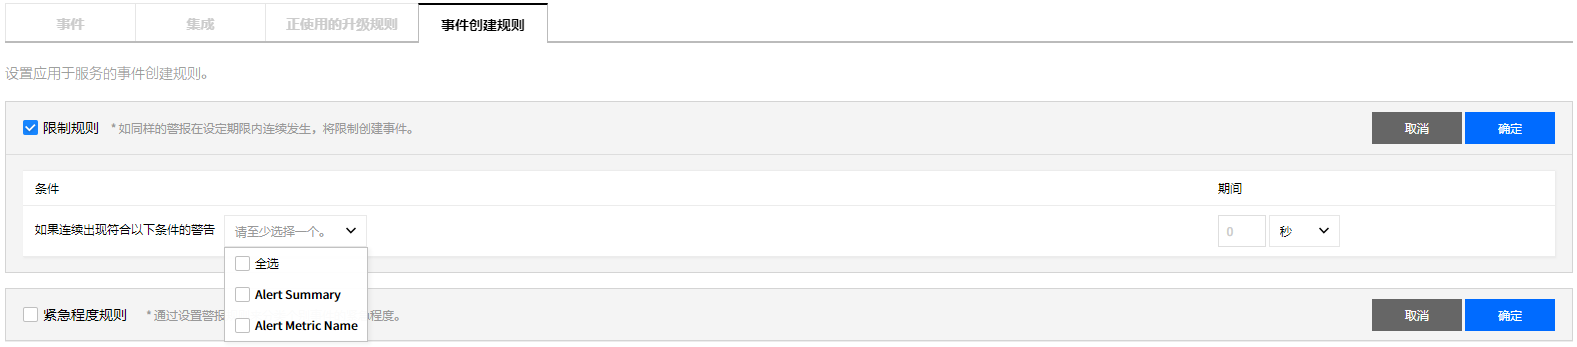 事件 集成 正使用的升级规则 事件创建规则
设置应用于服务的事件创建规则。
限制规则 * 如同样的警报在设定期限内连续发生，将限制创建事件。 取消 确定
条件 期间
如果连续出现符合以下条件的警告 请至少选择一个。 0 秒
全选
Alert Summary
Alert Metric Name
紧急程度规则 * 通过设置警报 程度。 取消 确定